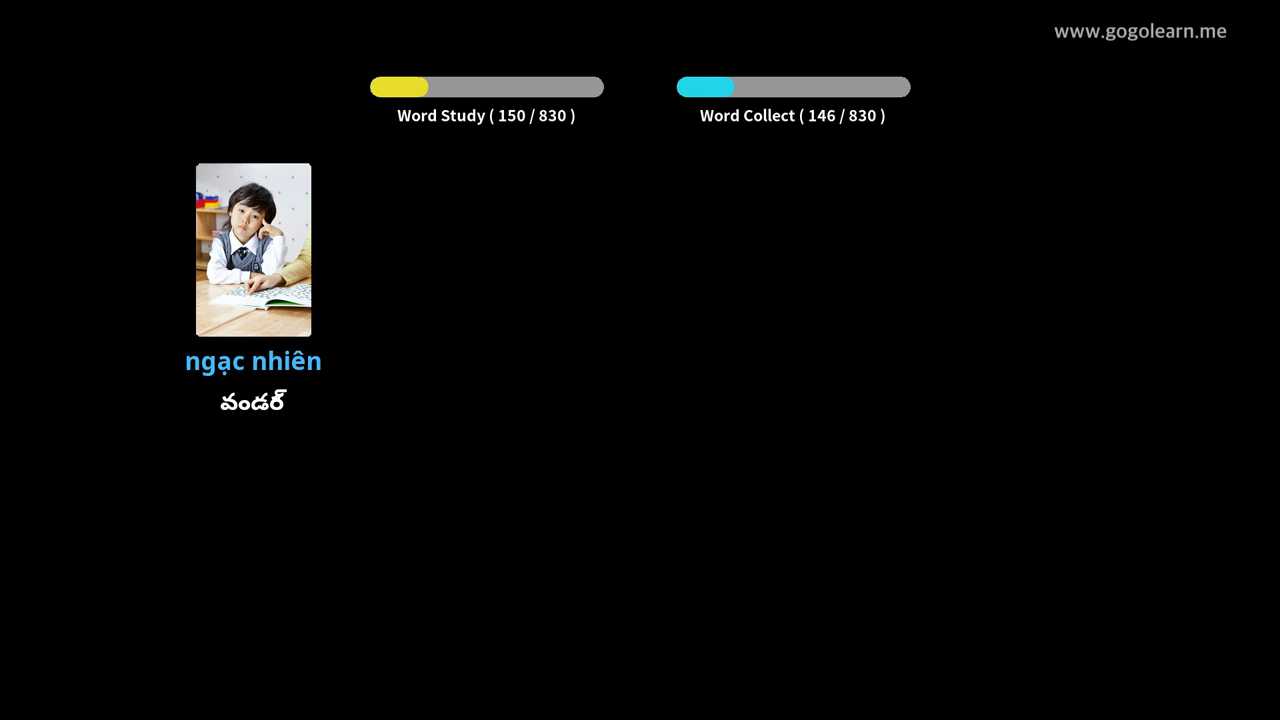 www.gogolearn.me
Word Study ( 150 / 830 )
Word Collect ( 146 / 830 )
ngạc nhiên
వండర్